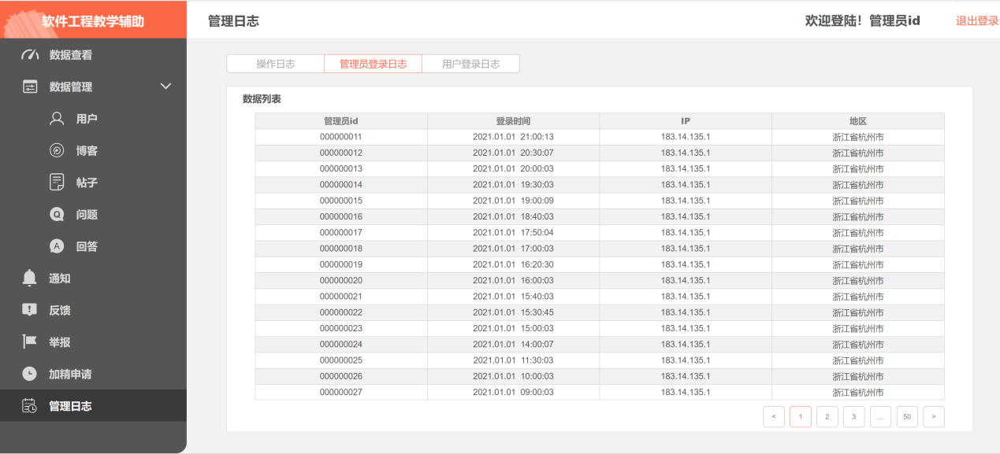 软件工程教学辅助
管理日志
欢迎登陆！管理员id
退出登录
数据查看
数据管理
用户
博客
帖子
问题
回答
通知
反馈
举报
加精申请
管理日志
操作日志 管理员登录日志 用户登录日志
数据列表
管理员id 登录时间 IP 地区
000000011 2021.01.01 21:00:13 183.14.135.1 浙江省杭州市
000000012 2021.01.01 20:30:07 183.14.135.1 浙江省杭州市
000000013 2021.01.01 20:00:03 183.14.135.1 浙江省杭州市
000000014 2021.01.01 19:30:03 183.14.135.1 浙江省杭州市
000000015 2021.01.01 19:00:09 183.14.135.1 浙江省杭州市
000000016 2021.01.01 18:40:03 183.14.135.1 浙江省杭州市
000000017 2021.01.01 17:50:04 183.14.135.1 浙江省杭州市
000000018 2021.01.01 17:00:03 183.14.135.1 浙江省杭州市
000000019 2021.01.01 16:20:30 183.14.135.1 浙江省杭州市
000000020 2021.01.01 16:00:03 183.14.135.1 浙江省杭州市
000000021 2021.01.01 15:40:03 183.14.135.1 浙江省杭州市
000000022 2021.01.01 15:30:45 183.14.135.1 浙江省杭州市
000000023 2021.01.01 15:00:03 183.14.135.1 浙江省杭州市
000000024 2021.01.01 14:00:07 183.14.135.1 浙江省杭州市
000000025 2021.01.01 11:30:03 183.14.135.1 浙江省杭州市
000000026 2021.01.01 10:00:03 183.14.135.1 浙江省杭州市
000000027 2021.01.01 09:00:03 183.14.135.1 浙江省杭州市
< 1 2 3 ... 50 >